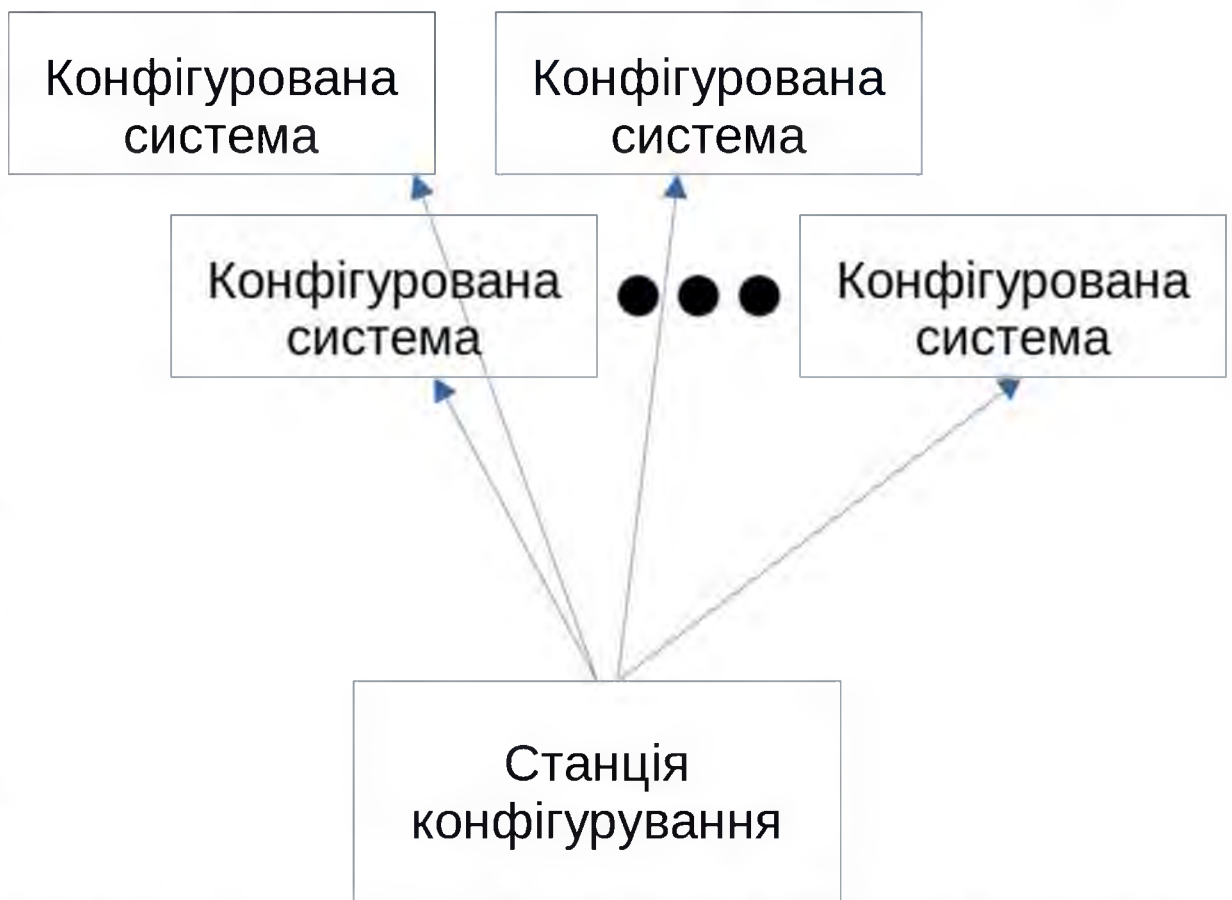 Конфігурована
система
Конфігурована
система
Конфігурована
система
Конфігурована
система
Станція
конфігурування